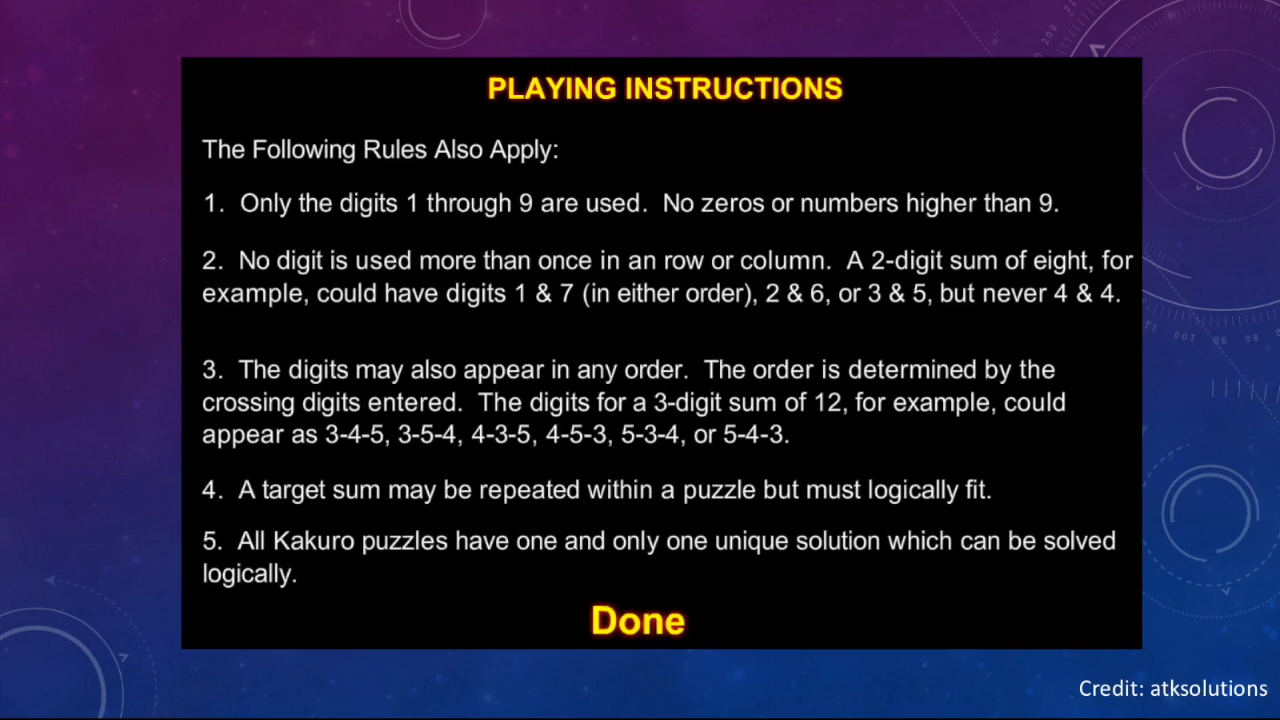 PLAYING INSTRUCTIONS
The Following Rules Also Apply:
1. Only the digits 1 through 9 are used. No zeros or numbers higher than 9.
2. No digit is used more than once in an row or column. A 2-digit sum of eight, for
example, could have digits 1 & 7 (in either order), 2 & 6, or 3 & 5, but never 4 & 4.
3. The digits may also appear in any order. The order is determined by the
crossing digits entered. The digits for a 3-digit sum of 12, for example, could
appear as 3-4-5, 3-5-4, 4-3-5, 4-5-3, 5-3-4, or 5-4-3.
4. A target sum may be repeated within a puzzle but must logically fit.
5. All Kakuro puzzles have one and only one unique solution which can be solved
logically.
Done
Credit: atksolutions